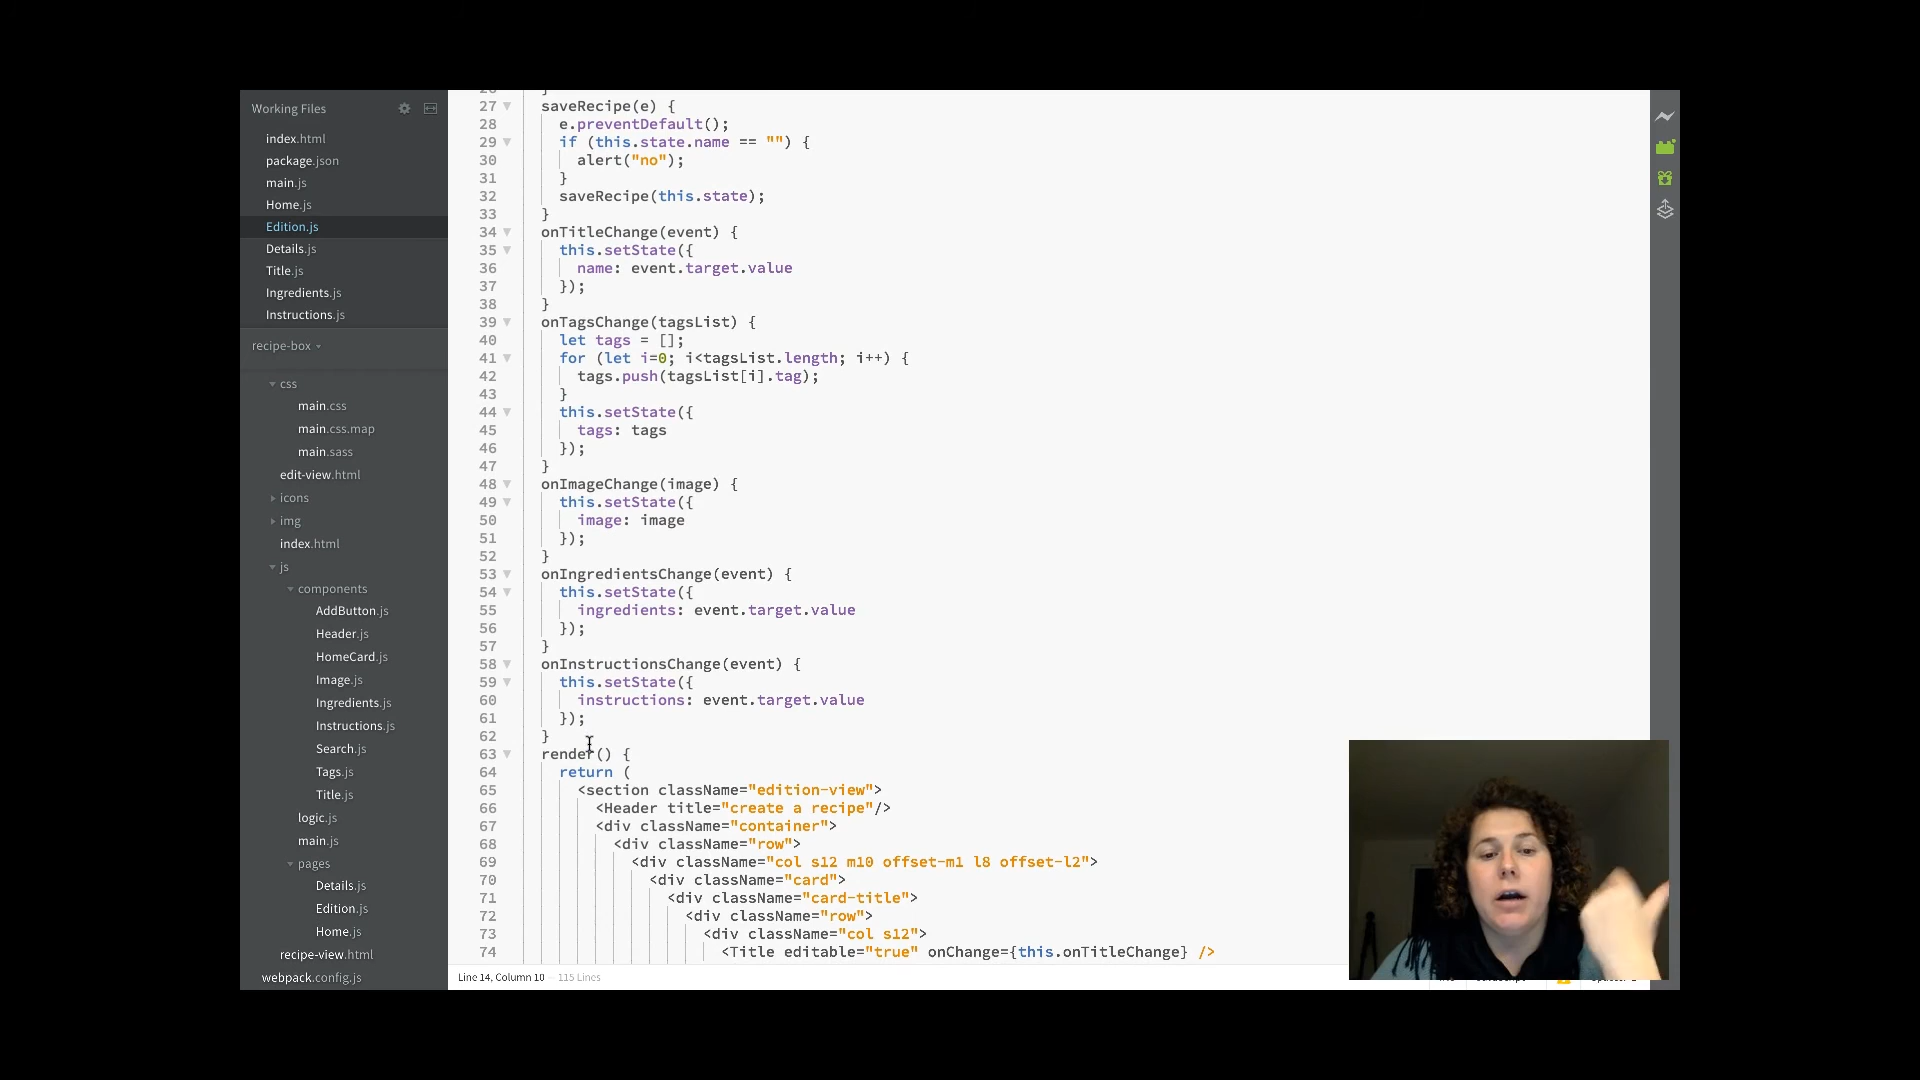 Working Files
index.html
package.json
main.js
Home.js
Edition.js
Details.js
Title.js
Ingredients.js
Instructions.js
recipe-box
css
main.css
main.css.map
main.sass
edit-view.html
icons
img
index.html
js
components
AddButton.js
Header.js
HomeCard.js
Image.js
Ingredients.js
Instructions.js
Search.js
Tags.js
Title.js
logic.js
main.js
pages
Details.js
Edition.js
Home.js
recipe-view.html
webpack.config.js
27 saveRecipe(e) {
28 e.preventDefault();
29 if (this.state.name == "") {
30 alert("no");
31 }
32 saveRecipe(this.state);
33 }
34 onTitleChange(event) {
35 this.setState({
36 name: event.target.value
37 });
38 }
39 onTagsChange(tagsList) {
40 let tags = [];
41 for (let i=0; i<tagsList.length; i++) {
42 tags.push(tagsList[i].tag);
43 }
44 this.setState({
45 tags: tags
46 });
47 }
48 onImageChange(image) {
49 this.setState({
50 image: image
51 });
52 }
53 onIngredientsChange(event) {
54 this.setState({
55 ingredients: event.target.value
56 });
57 }
58 onInstructionsChange(event) {
59 this.setState({
60 instructions: event.target.value
61 });
62 }
63 render() {
64 return (
65 <section className="edition-view">
66 <Header title="create a recipe"/>
67 <div className="container">
68 <div className="row">
69 <div className="col s12 m10 offset-m1 l8 offset-l2">
70 <div className="card">
71 <div className="card-title">
72 <div className="row">
73 <div className="col s12">
74 <Title editable="true" onChange={this.onTitleChange} />
Line 14, Column 10 — 115 Lines